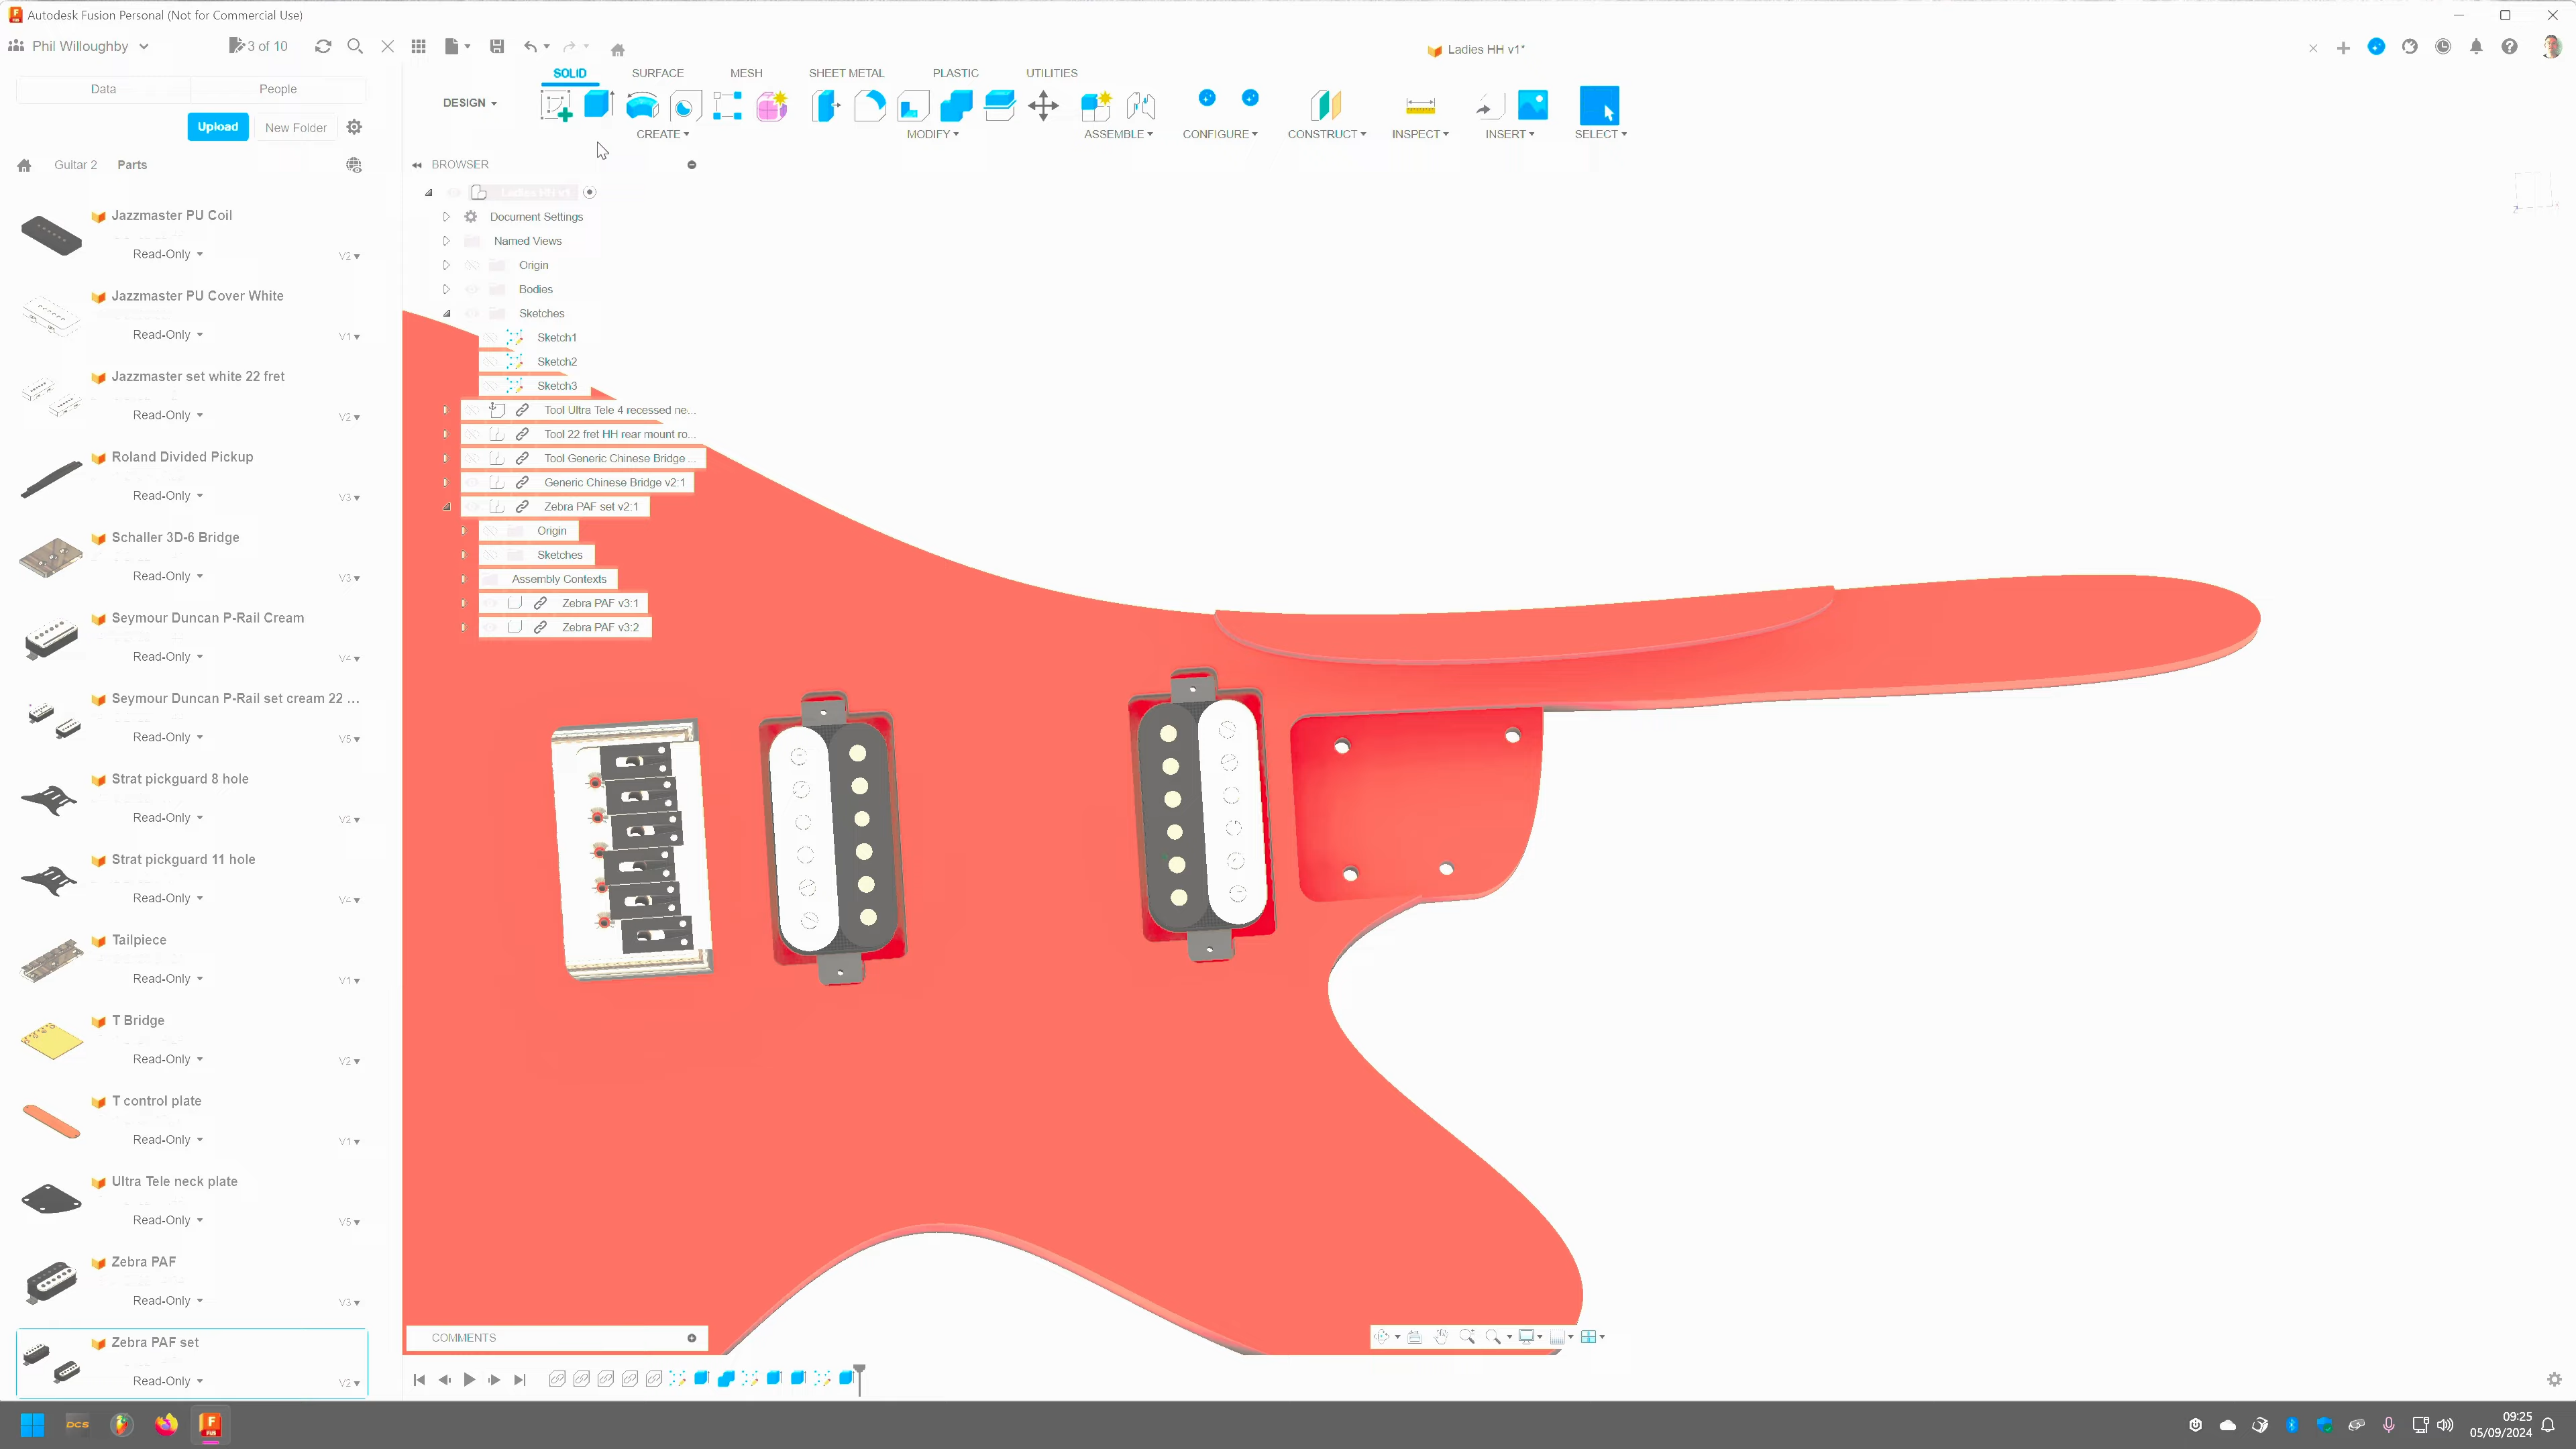 Autodesk Fusion Personal (Not for Commercial Use)
Phil Willoughby
3 of 10
Ladies HH v1*
Data
People
Upload
New Folder
Guitar 2
Parts
Jazzmaster PU Coil
Read-Only
V2
Jazzmaster PU Cover White
Read-Only
V1
Jazzmaster set white 22 fret
Read-Only
V2
Roland Divided Pickup
Read-Only
V3
Schaller 3D-6 Bridge
Read-Only
V3
Seymour Duncan P-Rail Cream
Read-Only
V4
Seymour Duncan P-Rail set cream 22 ...
Read-Only
V5
Strat pickguard 8 hole
Read-Only
V2
Strat pickguard 11 hole
Read-Only
V4
Tailpiece
Read-Only
V1
T Bridge
Read-Only
V2
T control plate
Read-Only
V1
Ultra Tele neck plate
Read-Only
V5
Zebra PAF
Read-Only
V3
Zebra PAF set
Read-Only
V2
SOLID
SURFACE
MESH
SHEET METAL
PLASTIC
UTILITIES
DESIGN
CREATE
MODIFY
ASSEMBLE
CONFIGURE
CONSTRUCT
INSPECT
INSERT
SELECT
BROWSER
Ladies HH v1
Document Settings
Named Views
Origin
Bodies
Sketches
Sketch1
Sketch2
Sketch3
Tool Ultra Tele 4 recessed ne...
Tool 22 fret HH rear mount ro...
Tool Generic Chinese Bridge ...
Generic Chinese Bridge v2:1
Zebra PAF set v2:1
Origin
Sketches
Assembly Contexts
Zebra PAF v3:1
Zebra PAF v3:2
COMMENTS
DCS
F
FUS
09:25
05/09/2024